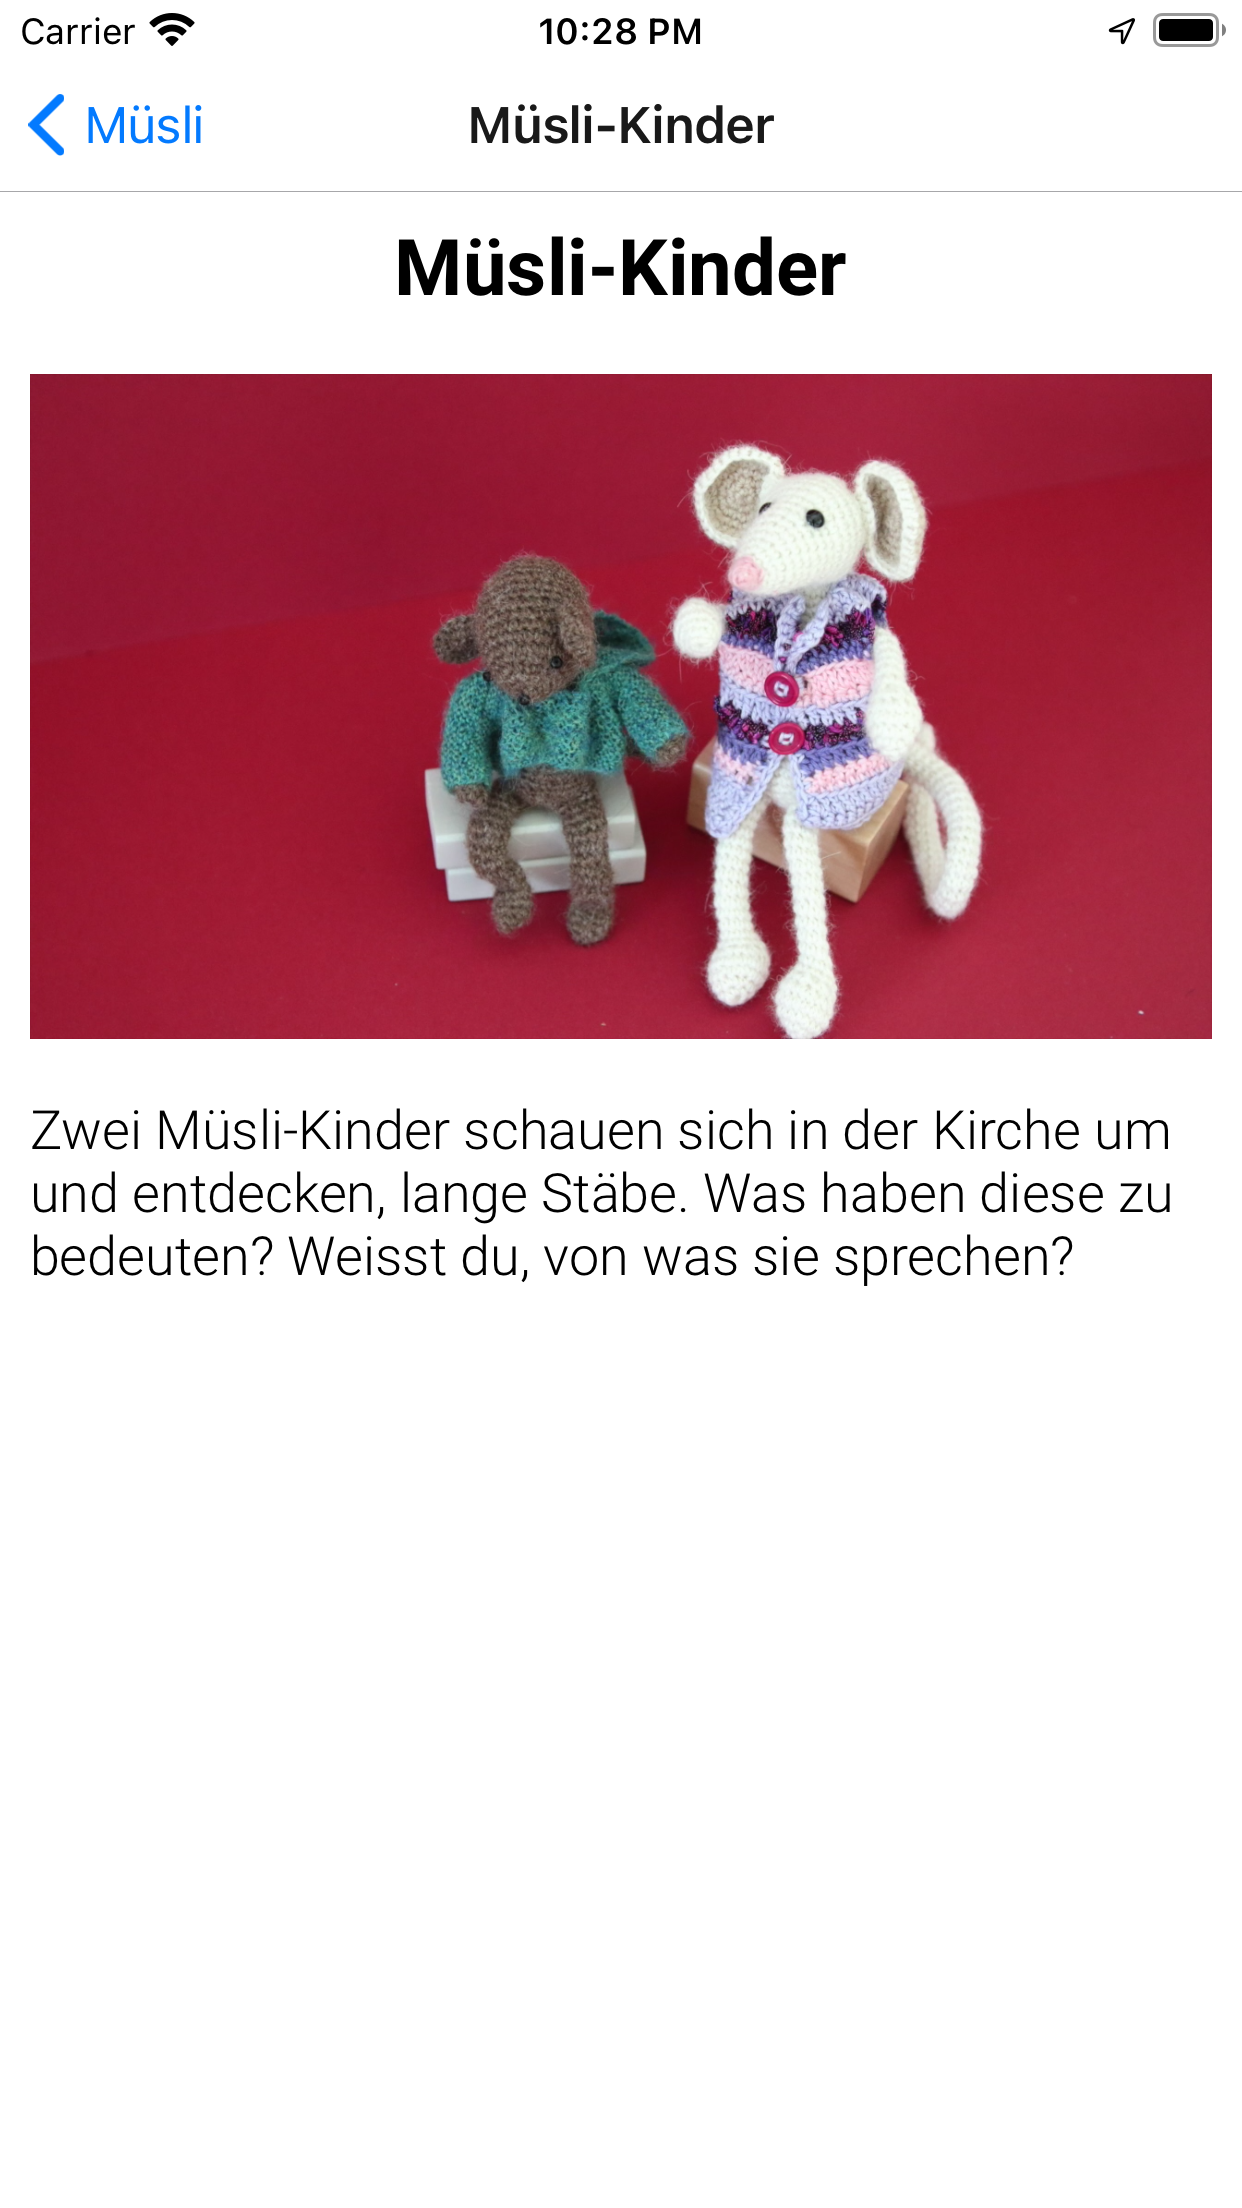 Carrier 10:28 PM
Müsli Müsli-Kinder
Müsli-Kinder
Zwei Müsli-Kinder schauen sich in der Kirche um
und entdecken, lange Stäbe. Was haben diese zu
bedeuten? Weisst du, von was sie sprechen?